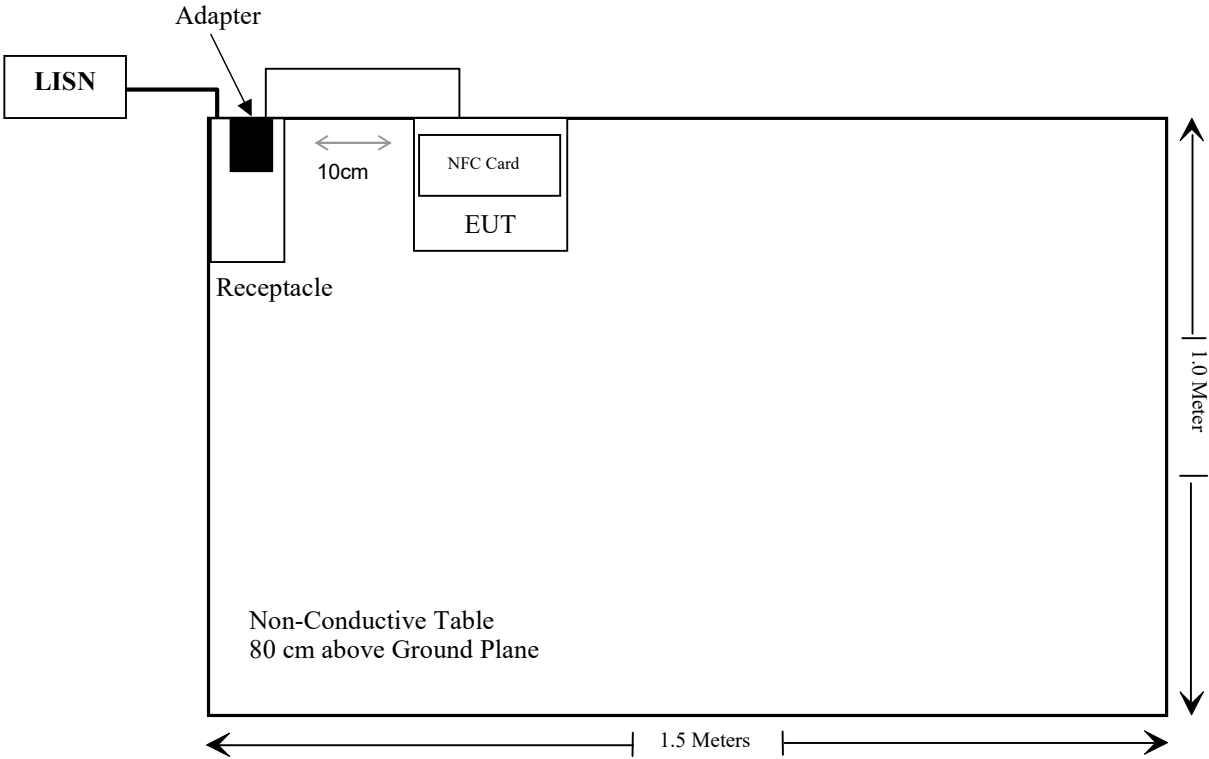 Adapter
LISN
10cm
NFC Card
EUT
Receptacle
1.0 Meter
Non-Conductive Table
80 cm above Ground Plane
1.5 Meters